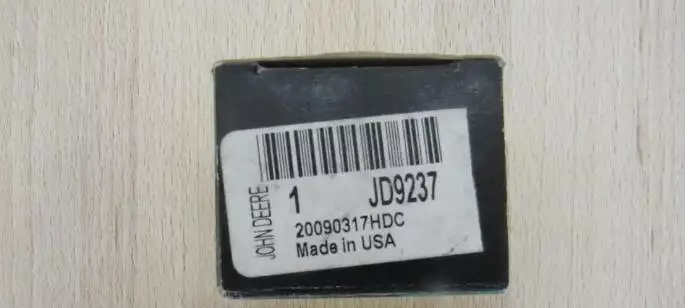 JOHN DEERE
1 JD9237
20090317HDC
Made in USA